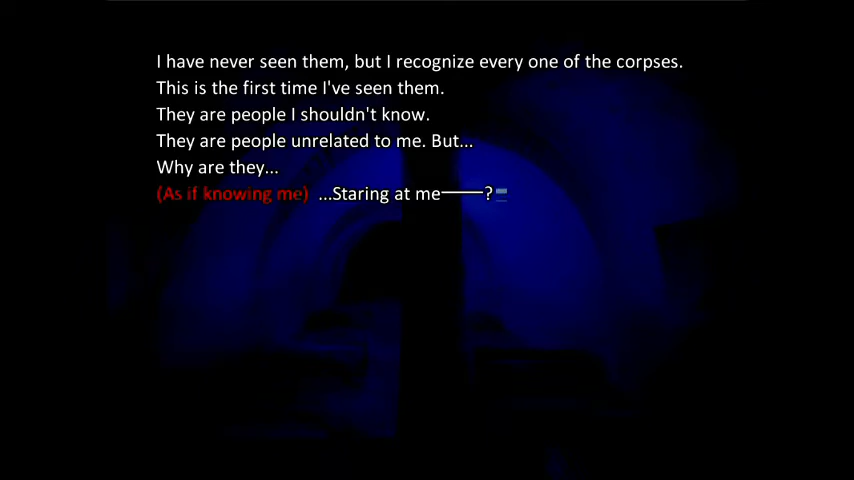 I have never seen them, but I recognize every one of the corpses.
This is the first time I've seen them.
They are people I shouldn't know.
They are people unrelated to me. But...
Why are they...
(As if knowing me) ...Staring at me───?